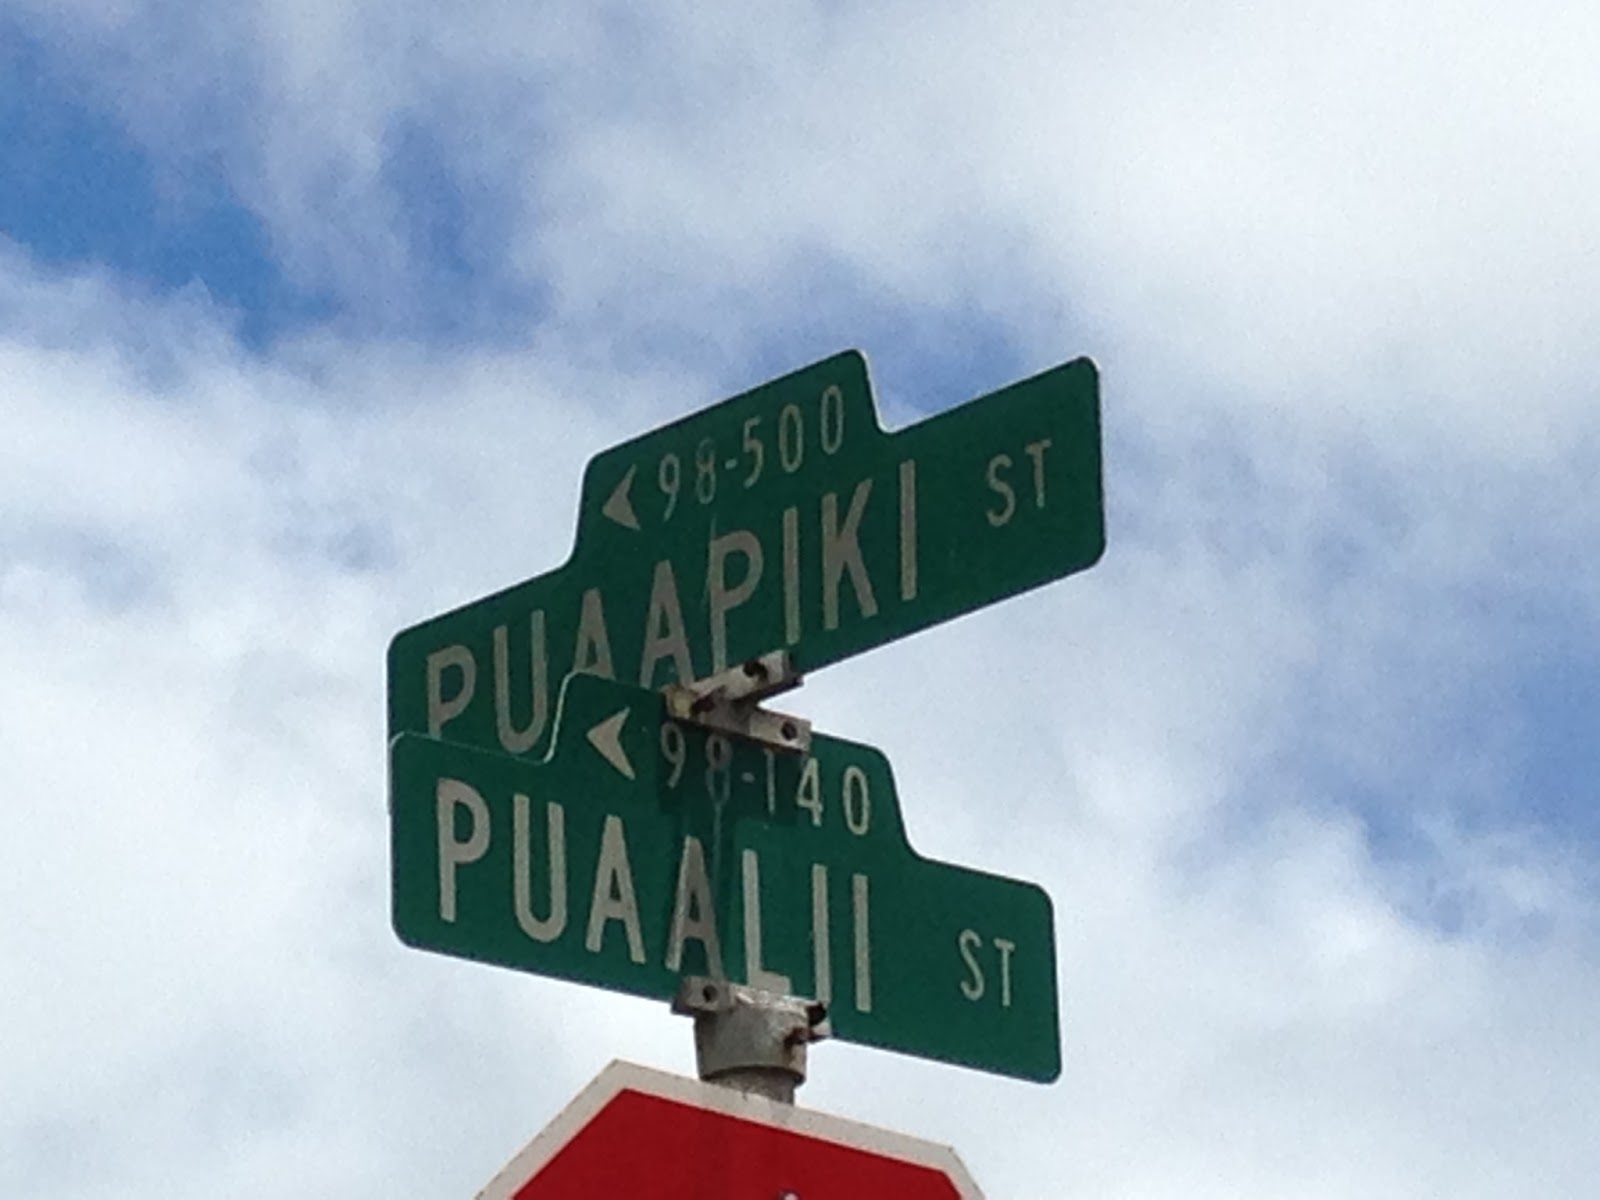 98-500
PUAAPIKI ST
98-140
PUAALII ST